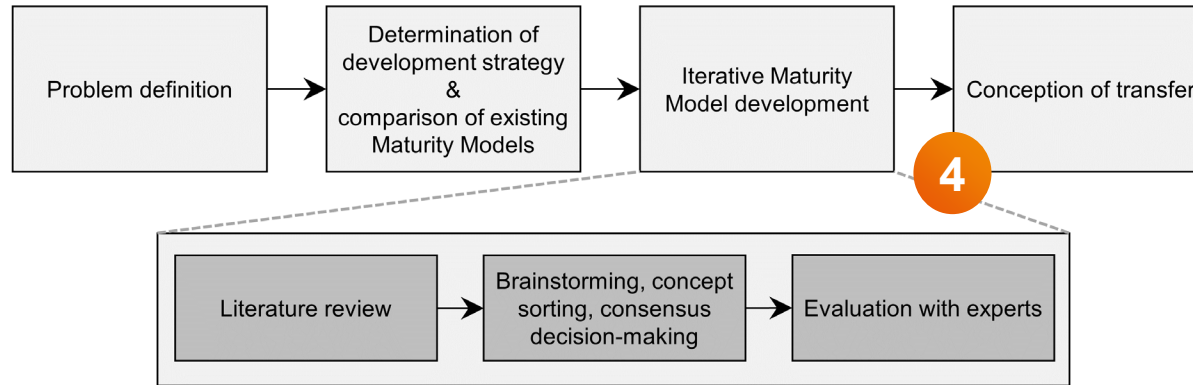 Problem definition
Determination of
development strategy
&
comparison of existing
Maturity Models
Iterative Maturity
Model development
Conception of transfer
4
Literature review
Brainstorming, concept
sorting, consensus
decision-making
Evaluation with experts